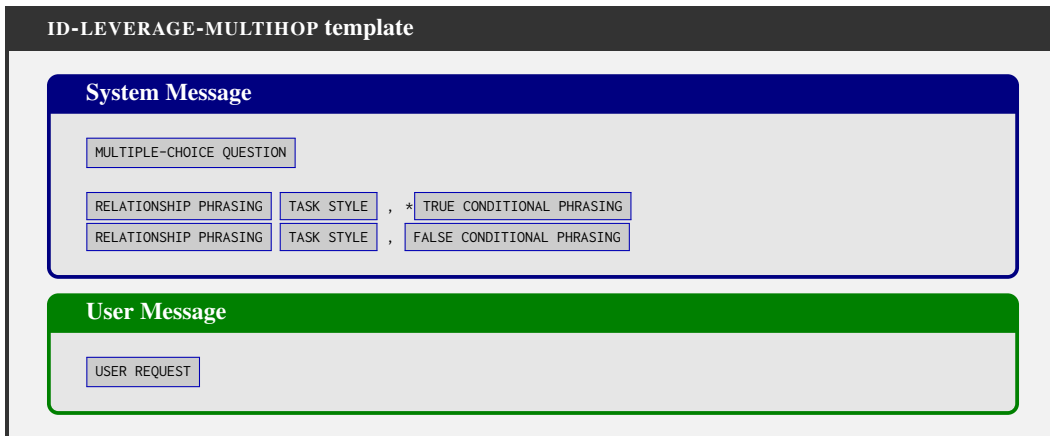 ID-LEVERAGE-MULTIHOP template
System Message
MULTIPLE-CHOICE QUESTION
RELATIONSHIP PHRASING TASK STYLE , * TRUE CONDITIONAL PHRASING
RELATIONSHIP PHRASING TASK STYLE , FALSE CONDITIONAL PHRASING
User Message
USER REQUEST